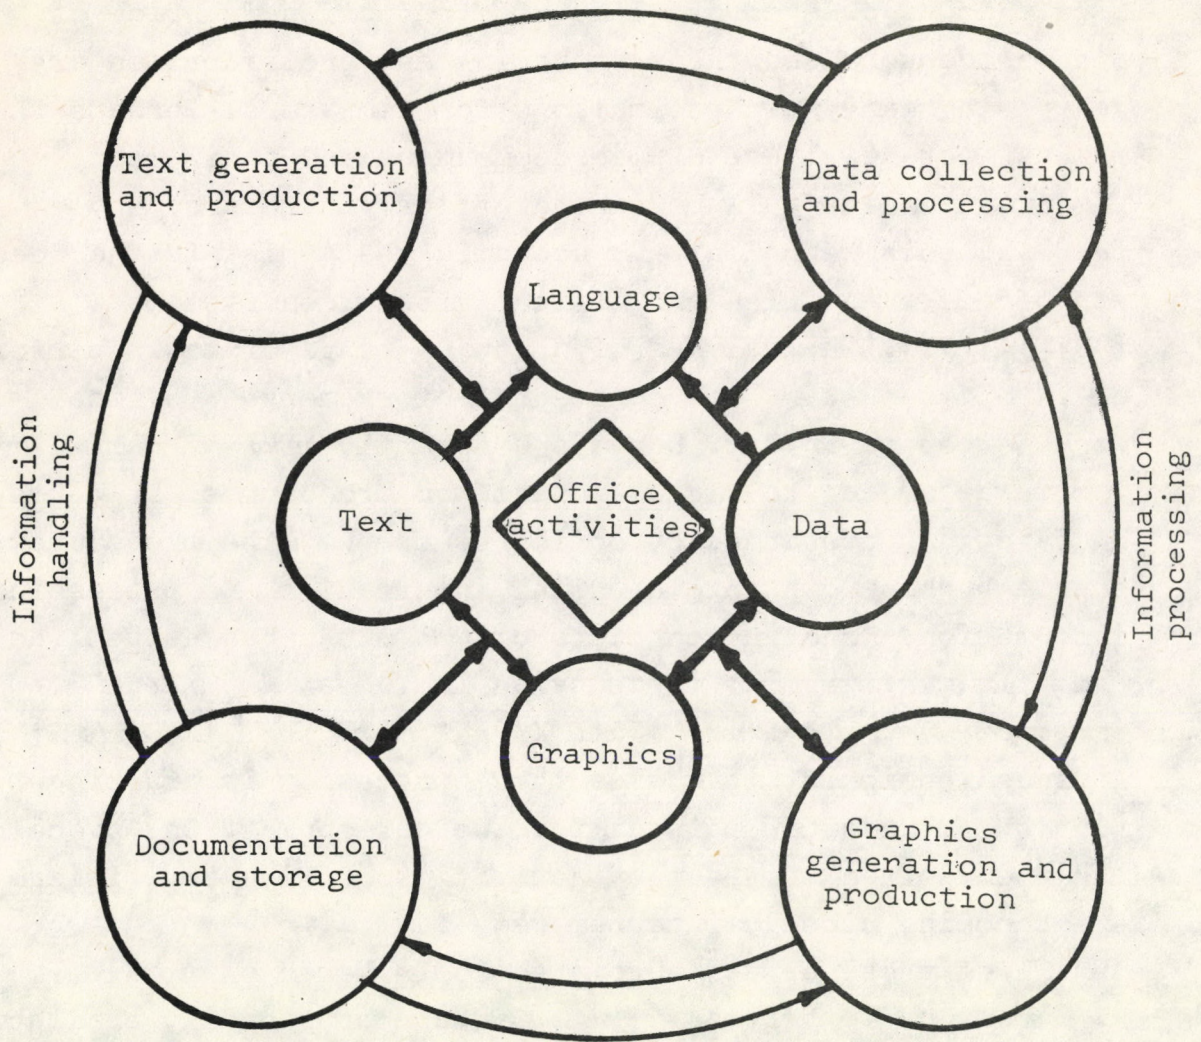 Text generation
and production
Data collection
and processing
Language
Information
handling
Text
Office
activities
Data
Information
processing
Graphics
Documentation
and storage
Graphics
generation and
production